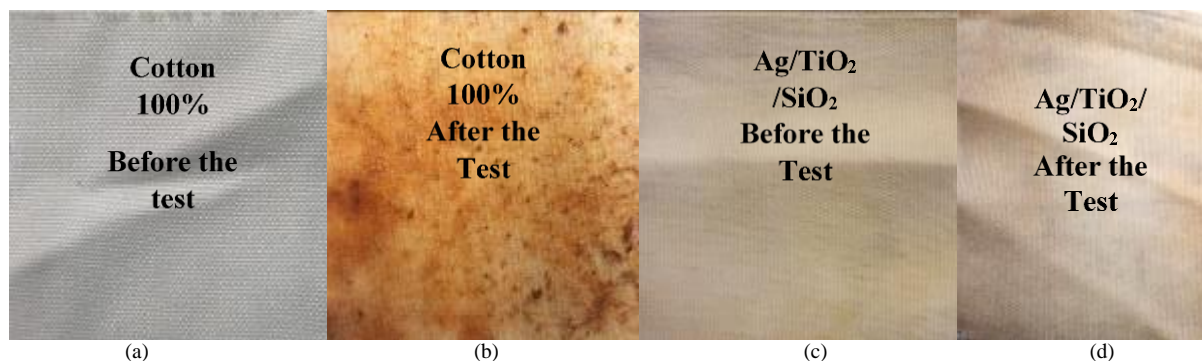 Cotton
100%
Before the
test
Cotton
100%
After the
Test
Ag/TiO₂
/SiO₂
Before the
Test
Ag/TiO₂/
SiO₂
After the
Test
(a)
(b)
(c)
(d)